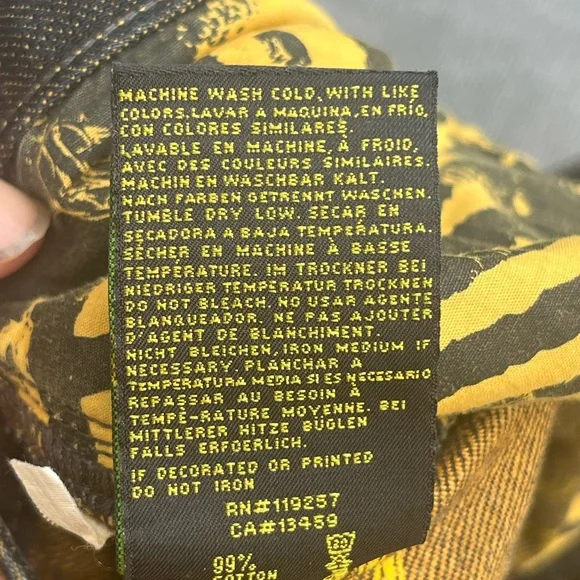 MACHINE WASH COLD, WITH LIKE
COLORS. LAVAR A MAQUINA, EN FRÍO,
CON COLORES SIMILARES.
LAVABLE EN MACHINE, À FROID,
AVEC DES COULEURS SIMILAIRES.
MACHIN EN WASCHBAR KALT.
NACH FARBEN GETRENNT WASCHEN.
TUMBLE DRY LOW. SECAR EN
SECADORA A BAJA TEMPERATURA.
SÉCHER EN MACHINE À BASSE
TEMPÉRATURE. IM TROCKNER BEI
NIEDRIGER TEMPERATUR TROCKNEN
DO NOT BLEACH. NO USAR AGENTE
BLANQUEADOR. NE PAS AJOUTER
D'AGENT DE BLANCHIMENT.
NICHT BLEICHEN, IRON MEDIUM IF
NECESSARY. PLANCHAR A
TEMPERATURA MEDIA SI ES NECESARIO
REPASSAR AU BESOIN À
TEMPÊ-RATURE MOYENNE. BEI
MITTLERER HITZE BÜGLEN
FALLS ERFOERLICH.
IF DECORATED OR PRINTED
DO NOT IRON
RN#119257
CA#13459
99%
COTTON